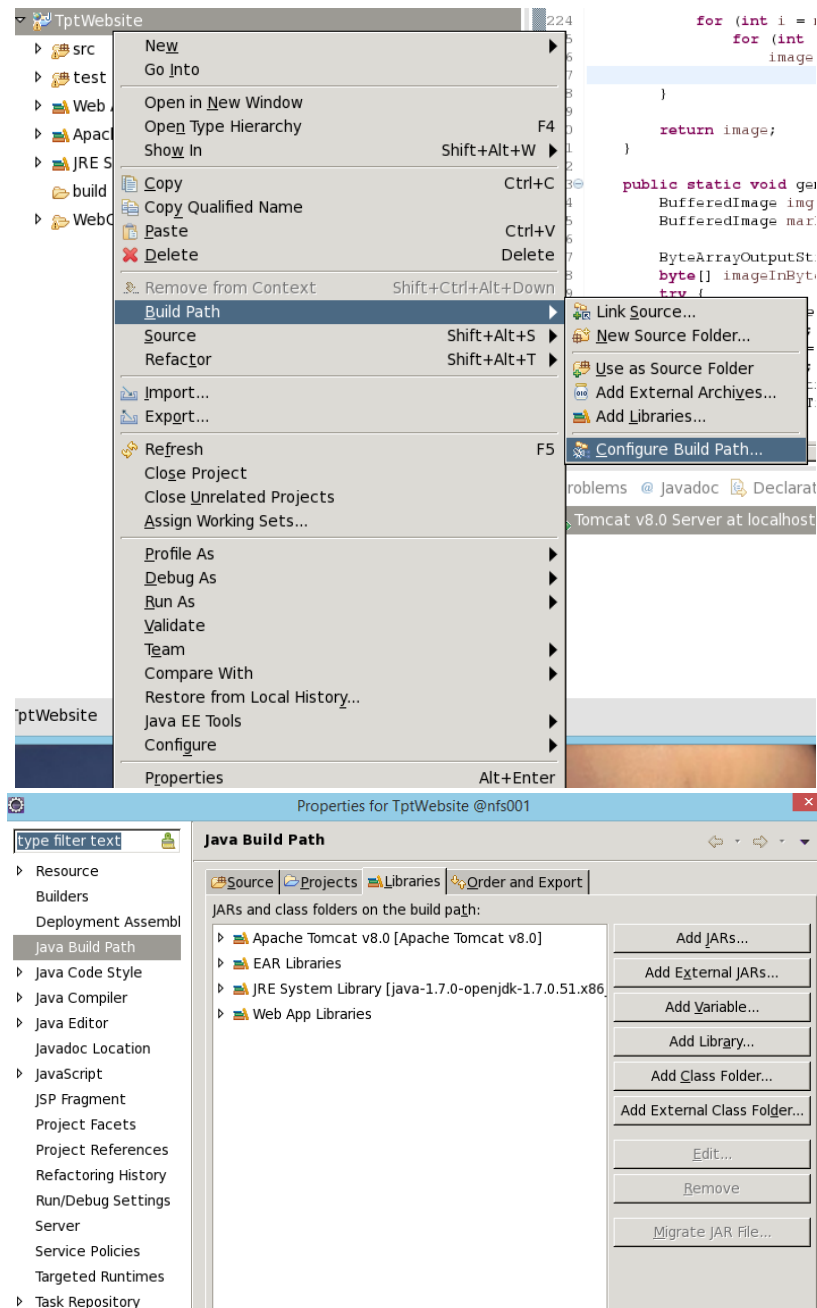 TptWebsite
src
test
Web
Apac
JRE S
build
WebC
New
Go Into
Open in New Window
Open Type Hierarchy F4
Show In Shift+Alt+W
Copy Ctrl+C
Copy Qualified Name
Paste Ctrl+V
Delete Delete
Remove from Context Shift+Ctrl+Alt+Down
Build Path
Source Shift+Alt+S
Refactor Shift+Alt+T
Import...
Export...
Refresh F5
Close Project
Close Unrelated Projects
Assign Working Sets...
Profile As
Debug As
Run As
Validate
Team
Compare With
Restore from Local History...
Java EE Tools
Configure
Properties Alt+Enter
224 for (int i =
for (int
image
}
return image;
}
public static void gen
BufferedImage img
BufferedImage mar
ByteArrayOutputSt
byte[] imageInByt
try {
Link Source...
New Source Folder...
Use as Source Folder
Add External Archives...
Add Libraries...
Configure Build Path...
roblems @ Javadoc Declarat
Tomcat v8.0 Server at localhost
TptWebsite
Properties for TptWebsite @nfs001
type filter text
Resource
Builders
Deployment Assembl
Java Build Path
Java Code Style
Java Compiler
Java Editor
Javadoc Location
JavaScript
JSP Fragment
Project Facets
Project References
Refactoring History
Run/Debug Settings
Server
Service Policies
Targeted Runtimes
Task Repository
Java Build Path
Source Projects Libraries Order and Export
JARs and class folders on the build path:
Apache Tomcat v8.0 [Apache Tomcat v8.0]
EAR Libraries
JRE System Library [java-1.7.0-openjdk-1.7.0.51.x86_
Web App Libraries
Add JARs...
Add External JARs...
Add Variable...
Add Library...
Add Class Folder...
Add External Class Folder...
Edit...
Remove
Migrate JAR File...